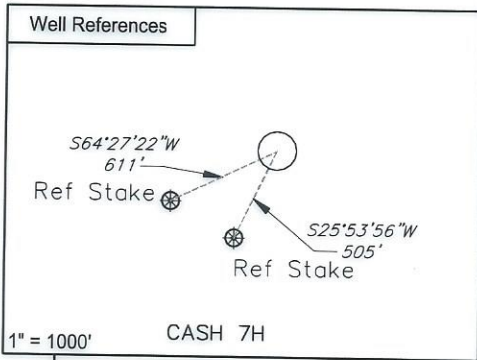 Well References
S64°27'22"W
611'
Ref Stake
S25°53'56"W
505'
Ref Stake
1" = 1000'
CASH 7H